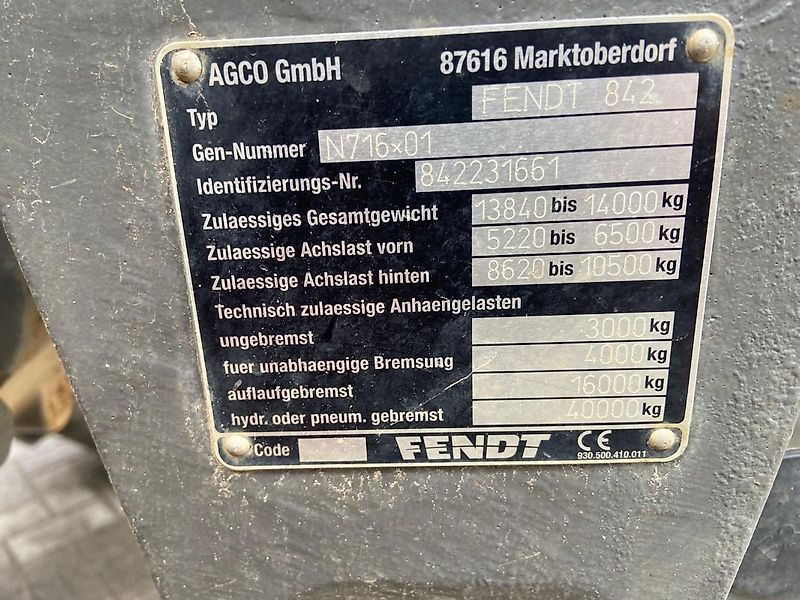 AGCO GmbH 87616 Marktoberdorf
Typ FENDT 842
Gen-Nummer N716x01
Identifizierungs-Nr. 842231661
Zulaessiges Gesamtgewicht 13840 bis 14000 kg
Zulaessige Achslast vorn 5220 bis 6500 kg
Zulaessige Achslast hinten 8620 bis 10500 kg
Technisch zulaessige Anhaengelasten
ungebremst 3000 kg
fuer unabhaengige Bremsung 4000 kg
auflaufgebremst 16000 kg
hydr. oder pneum. gebremst 40000 kg
Code FENDT CE
930.500.410.011